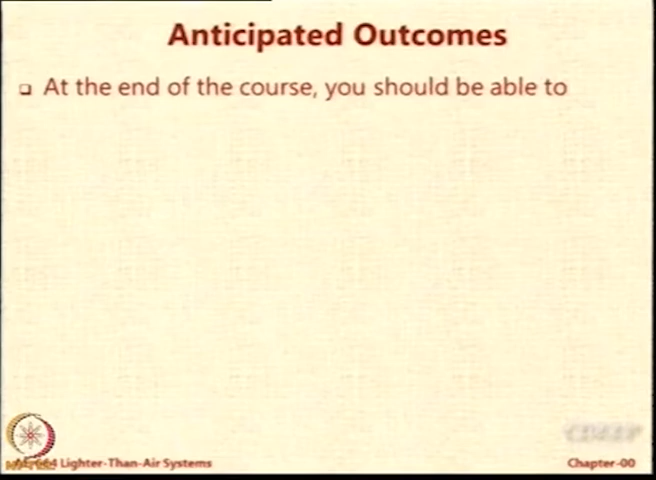 Anticipated Outcomes
❑ At the end of the course, you should be able to
Lighter-Than-Air Systems
Chapter-00